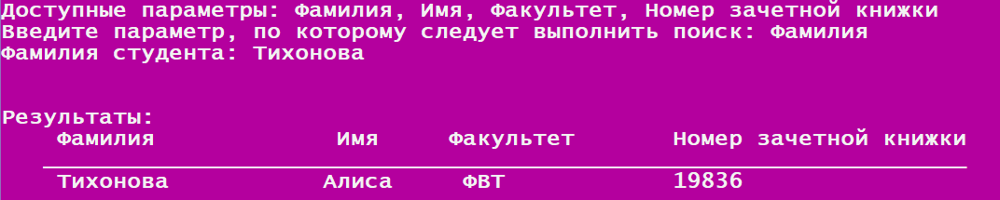 Доступные параметры: Фамилия, Имя, Факультет, Номер зачетной книжки
Введите параметр, по которому следует выполнить поиск: Фамилия
Фамилия студента: Тихонова
Результаты:
Фамилия Имя Факультет Номер зачетной книжки
Тихонова Алиса ФВТ 19836